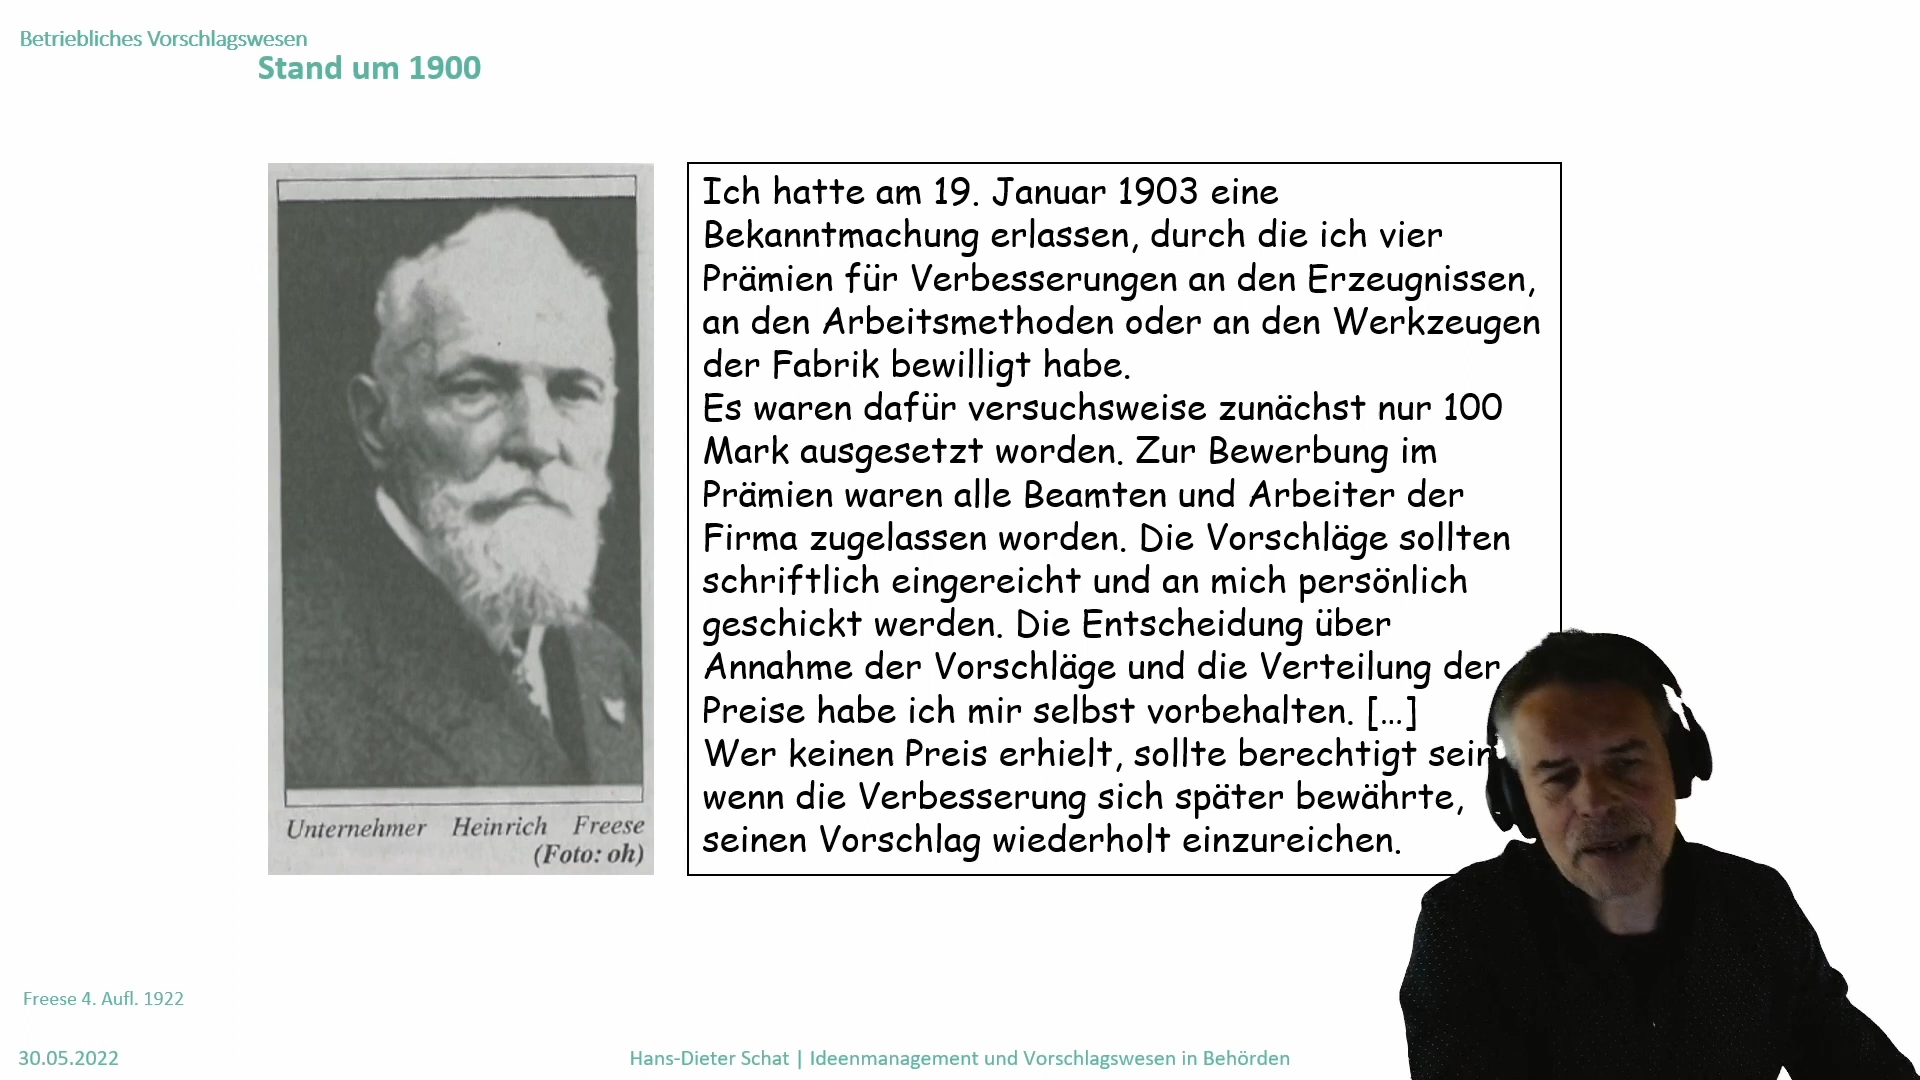 Betriebliches Vorschlagswesen
Stand um 1900
Unternehmer Heinrich Freese
(Foto: oh)
Ich hatte am 19. Januar 1903 eine
Bekanntmachung erlassen, durch die ich vier
Prämien für Verbesserungen an den Erzeugnissen,
an den Arbeitsmethoden oder an den Werkzeugen
der Fabrik bewilligt habe.
Es waren dafür versuchsweise zunächst nur 100
Mark ausgesetzt worden. Zur Bewerbung im
Prämien waren alle Beamten und Arbeiter der
Firma zugelassen worden. Die Vorschläge sollten
schriftlich eingereicht und an mich persönlich
geschickt werden. Die Entscheidung über
Annahme der Vorschläge und die Verteilung der
Preise habe ich mir selbst vorbehalten. [...]
Wer keinen Preis erhielt, sollte berechtigt sein
wenn die Verbesserung sich später bewährte,
seinen Vorschlag wiederholt einzureichen.
Freese 4. Aufl. 1922
30.05.2022
Hans-Dieter Schat | Ideenmanagement und Vorschlagswesen in Behörden